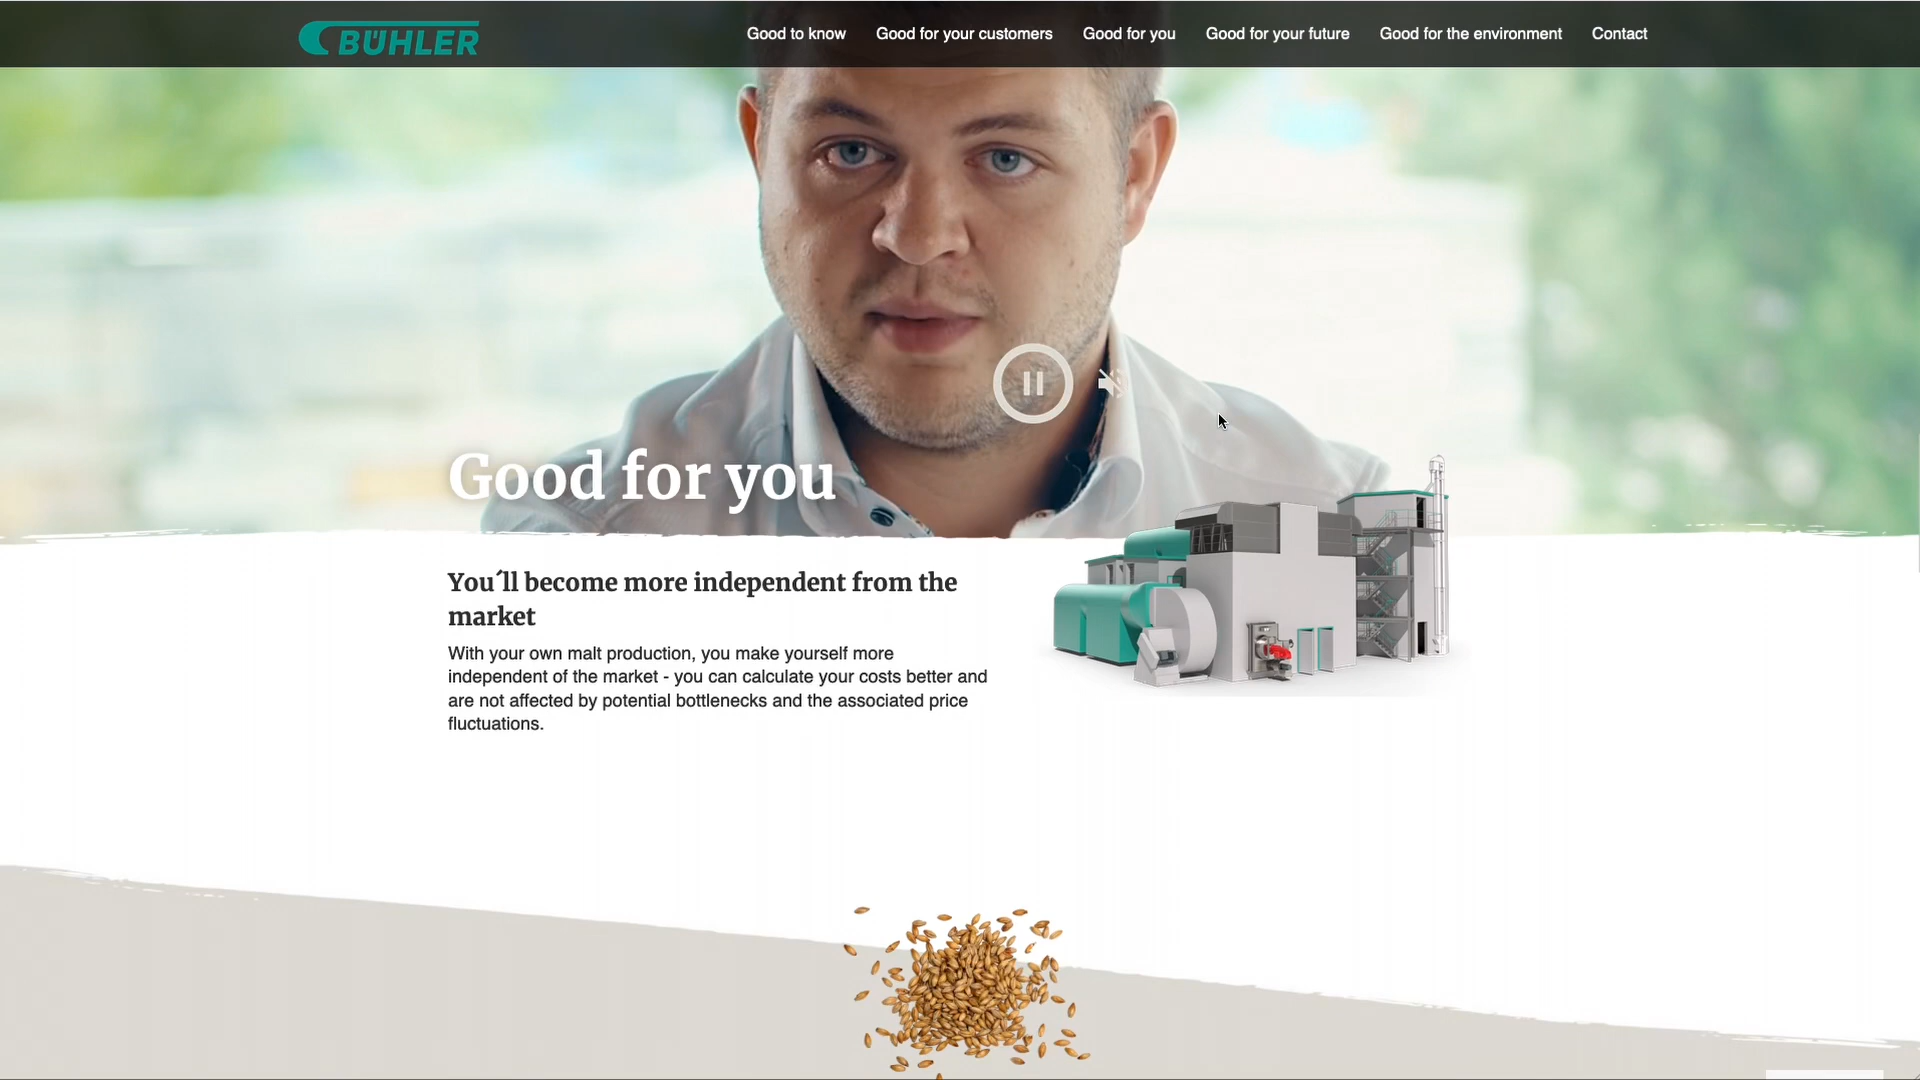 BÜHLER
Good to know
Good for your customers
Good for you
Good for your future
Good for the environment
Contact
Good for you
You´ll become more independent from the
market
With your own malt production, you make yourself more
independent of the market - you can calculate your costs better and
are not affected by potential bottlenecks and the associated price
fluctuations.